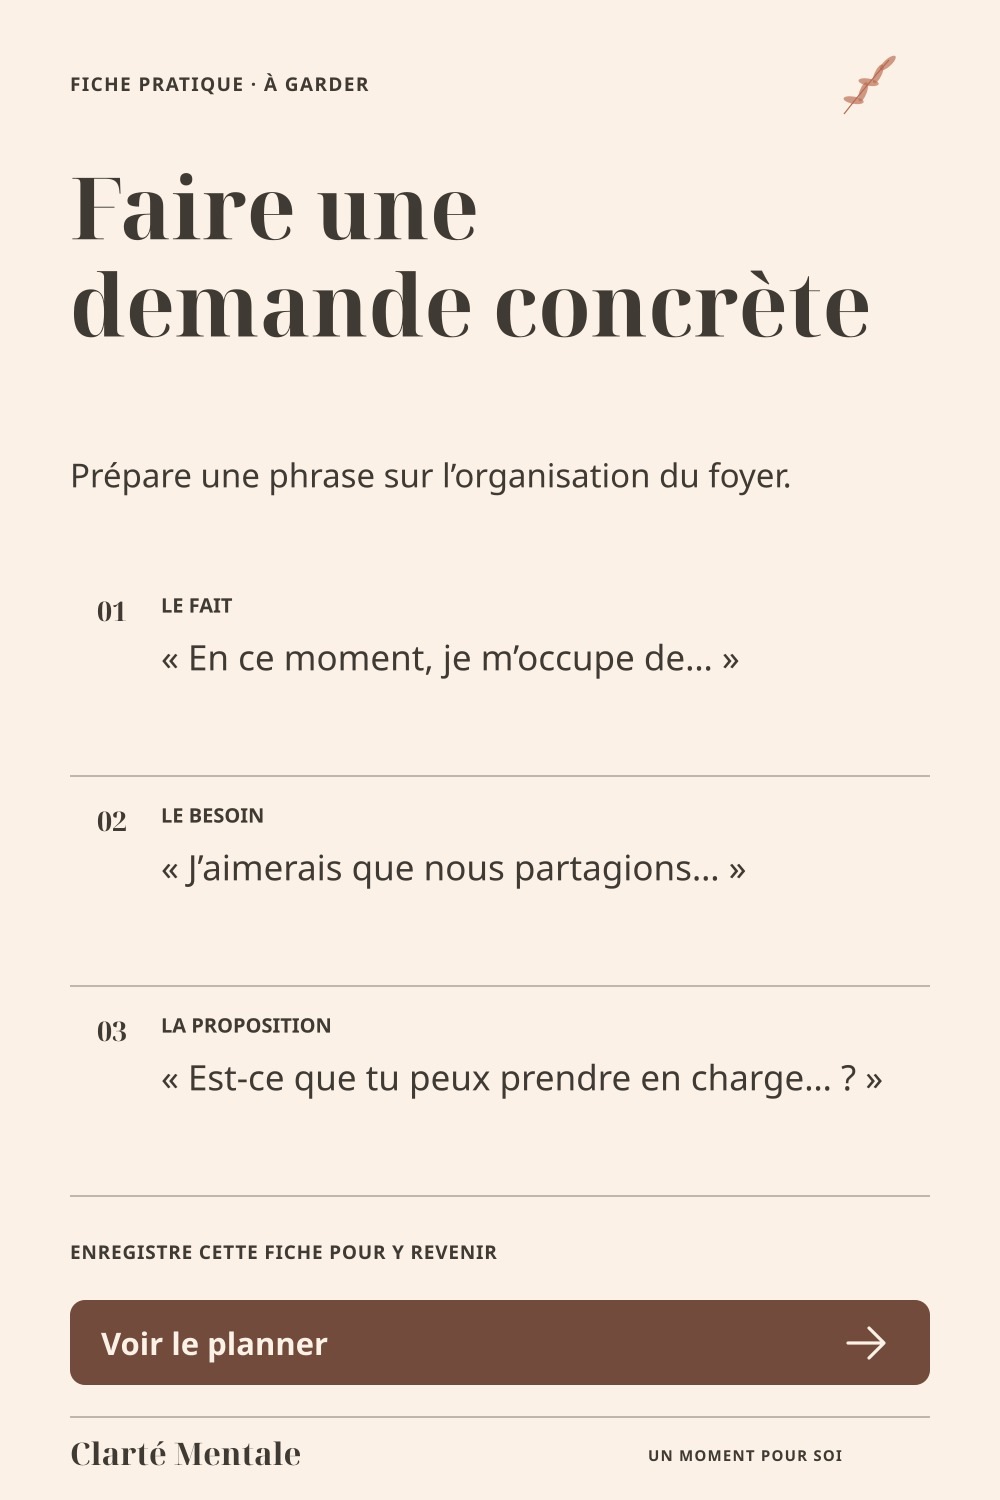 FICHE PRATIQUE · À GARDER
Faire une
demande concrète
Prépare une phrase sur l’organisation du foyer.
01 LE FAIT
« En ce moment, je m’occupe de… »
02 LE BESOIN
« J’aimerais que nous partagions… »
03 LA PROPOSITION
« Est-ce que tu peux prendre en charge… ? »
ENREGISTRE CETTE FICHE POUR Y REVENIR
Voir le planner
Clarté Mentale
UN MOMENT POUR SOI